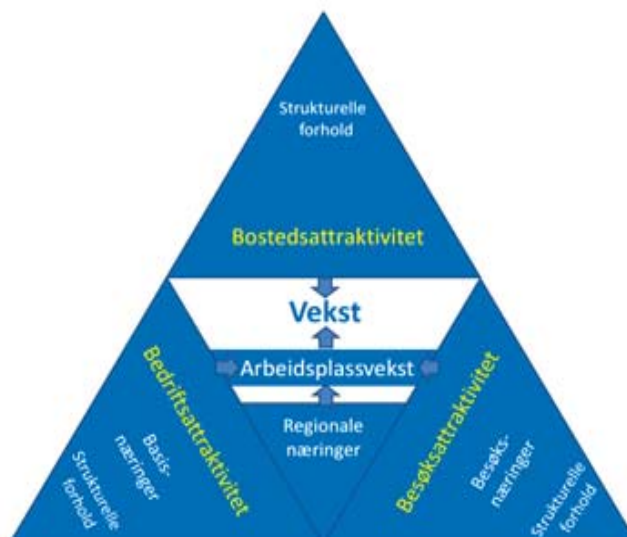 Strukturelle
forhold
Bostedsattraktivitet
Vekst
Arbeidsplassvekst
Regionale
næringer
Bedriftsattraktivitet
Basis-
næringer
Strukturelle
forhold
Besøksattraktivitet
Besøks-
næringer
Strukturelle
forhold